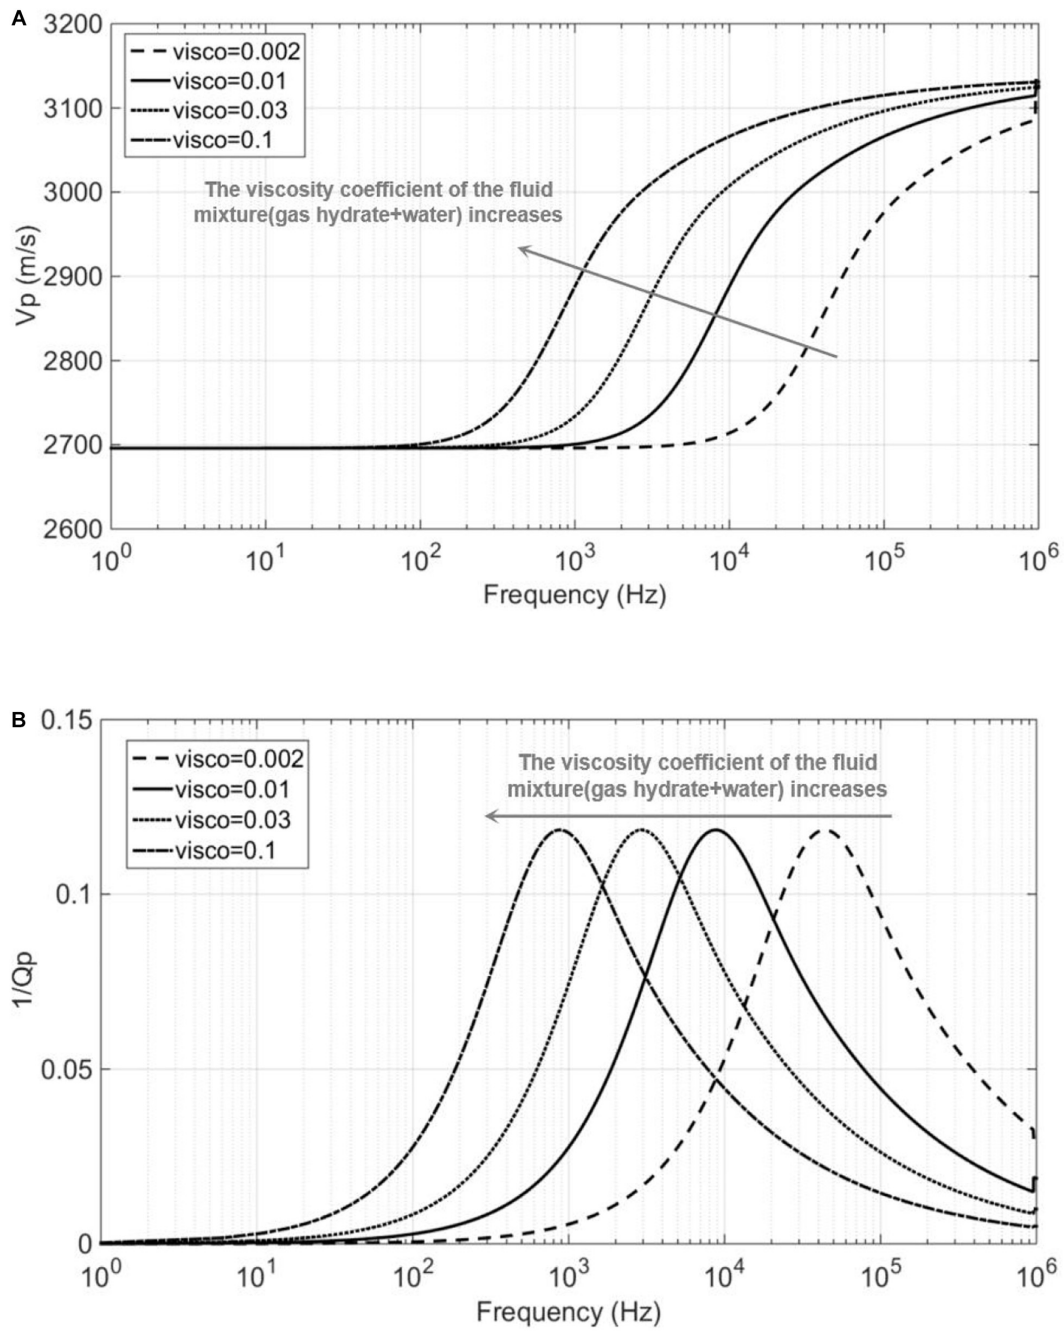 A
3200
3100
3000
2900
2800
2700
2600
Vp (m/s)
visco=0.002
visco=0.01
visco=0.03
visco=0.1
The viscosity coefficient of the fluid
mixture(gas hydrate+water) increases
10^0 10^1 10^2 10^3 10^4 10^5 10^6
Frequency (Hz)
B
0.15
0.1
0.05
0
1/Qp
visco=0.002
visco=0.01
visco=0.03
visco=0.1
The viscosity coefficient of the fluid
mixture(gas hydrate+water) increases
10^0 10^1 10^2 10^3 10^4 10^5 10^6
Frequency (Hz)